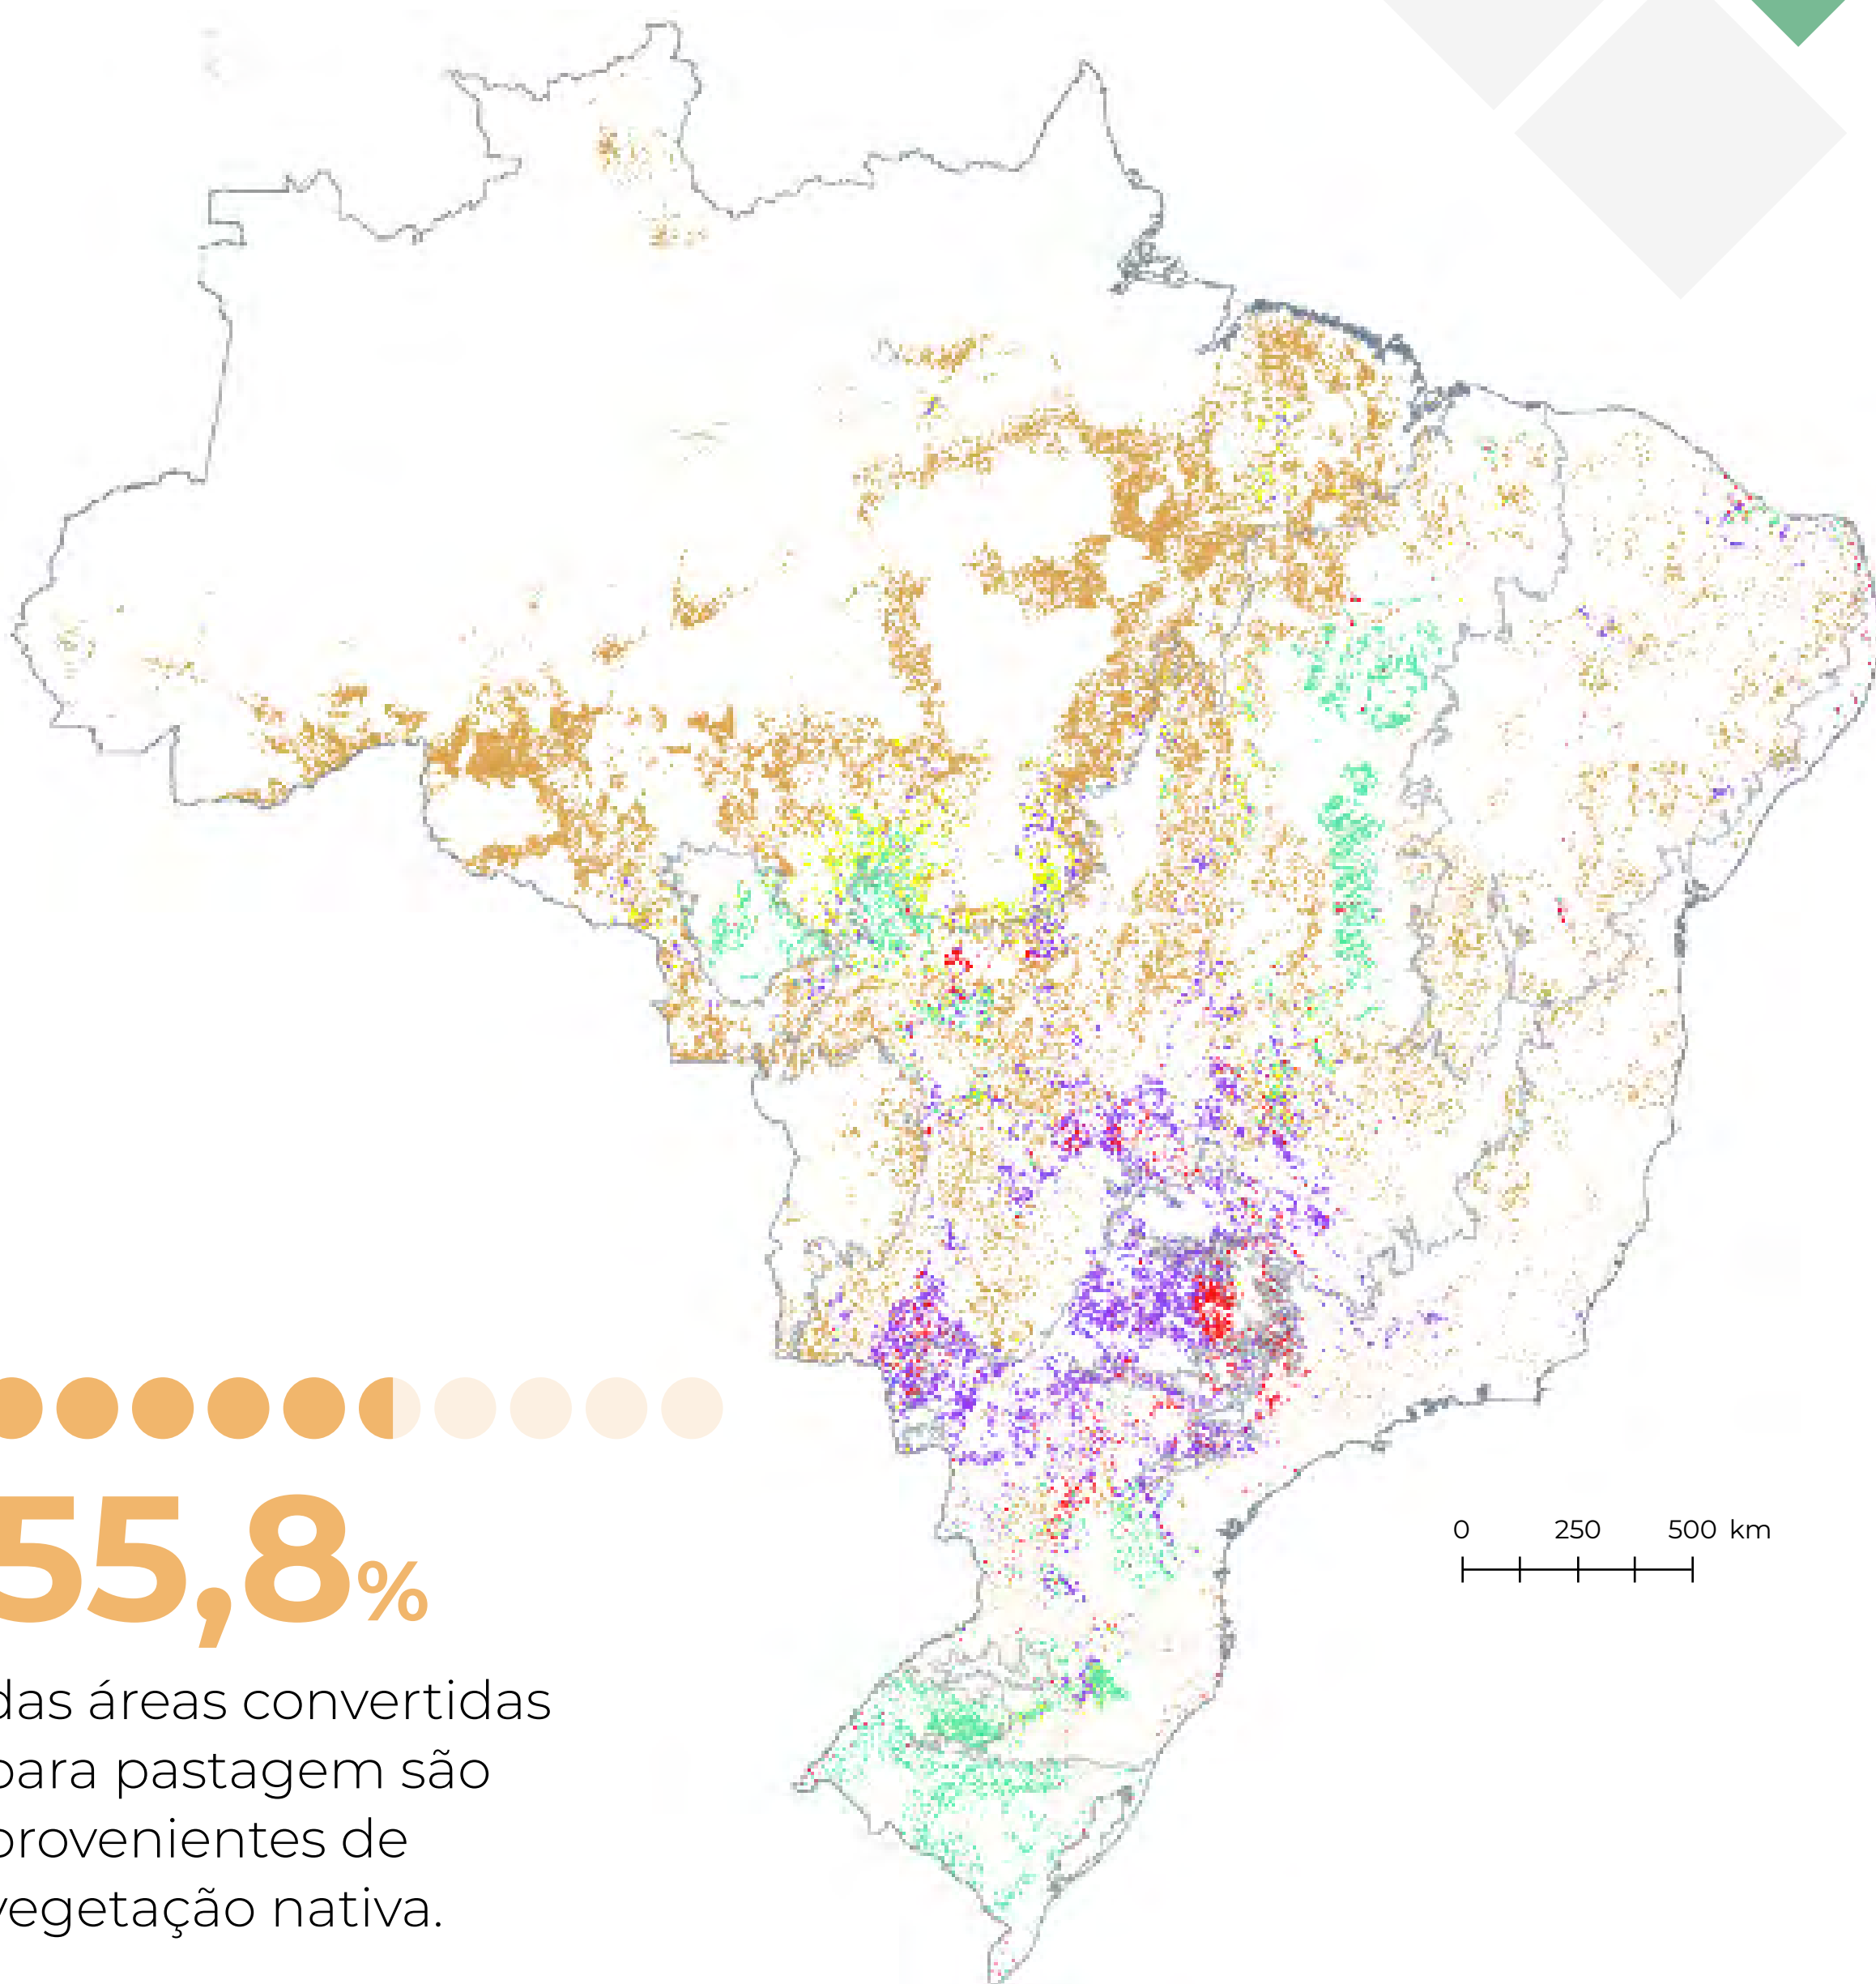 0 250 500 km
55,8%
das áreas convertidas
para pastagem são
provenientes de
vegetação nativa.